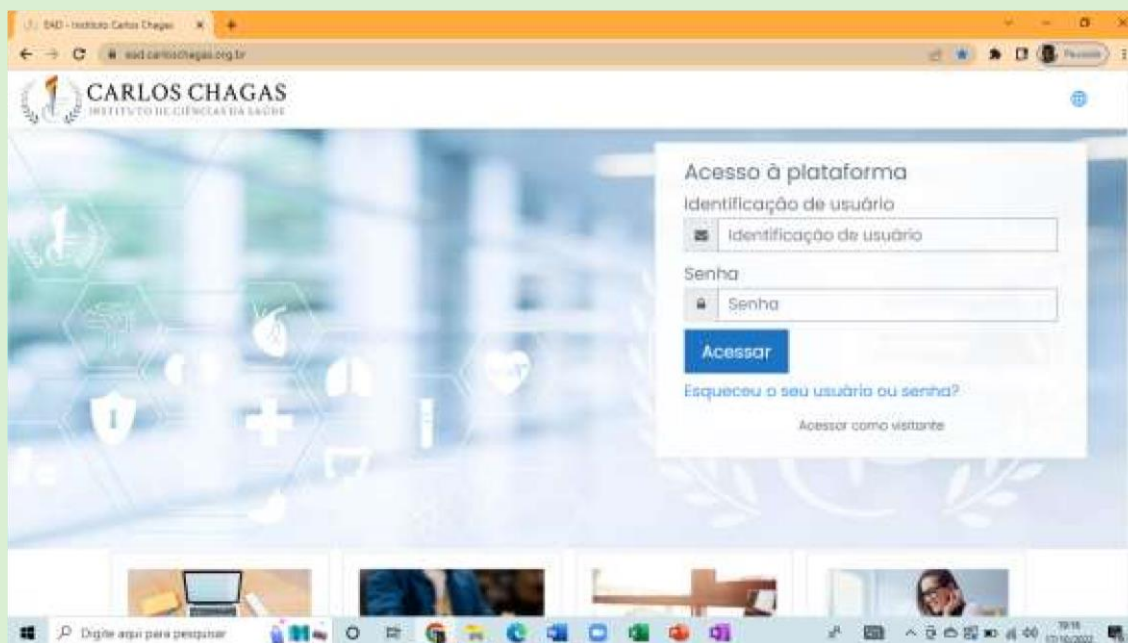 EAD - Instituto Carlos Chagas
ead.carloschagas.org.br
CARLOS CHAGAS
INSTITUTO DE CIÊNCIAS DA SAÚDE
Acesso à plataforma
Identificação de usuário
Identificação de usuário
Senha
Senha
Acessar
Esqueceu o seu usuário ou senha?
Acessar como visitante
Digite aqui para pesquisar